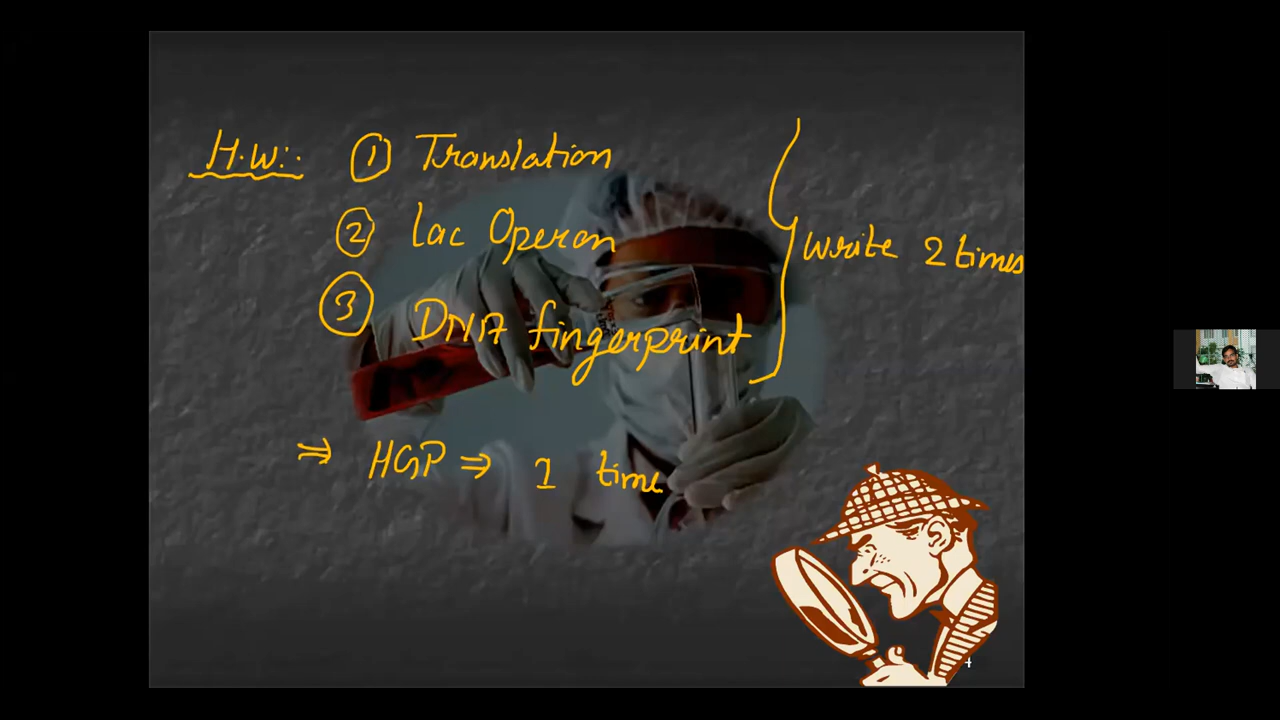 H.W:. ① Translation
② lac Operon
③ DNA fingerprint
write 2 times
⇒ HGP ⇒ 1 time